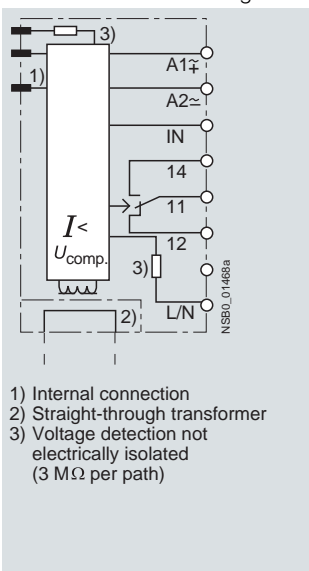 3)
A1≂
1)
A2≃
IN
14
11
I<
U comp.
12
3)
L/N
2)
NSB0_01468a
1) Internal connection
2) Straight-through transformer
3) Voltage detection not
electrically isolated
(3 MΩ per path)